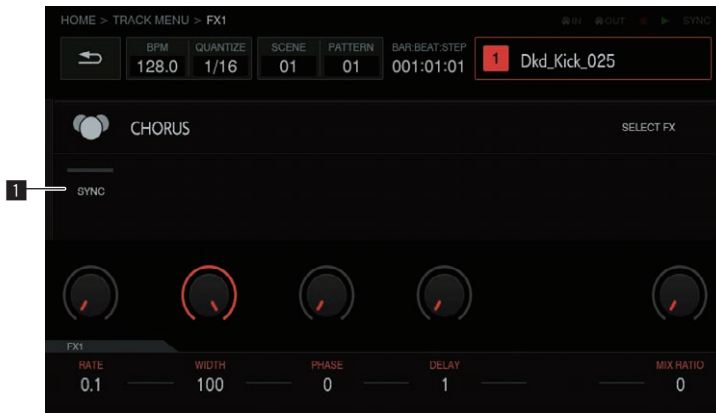 HOME > TRACK MENU > FX1
IN OUT SYNC
BPM QUANTIZE SCENE PATTERN BAR:BEAT:STEP
128.0 1/16 01 01 001:01:01 1 Dkd_Kick_025
CHORUS SELECT FX
1 SYNC
FX1
RATE WIDTH PHASE DELAY MIX RATIO
0.1 100 0 1 0